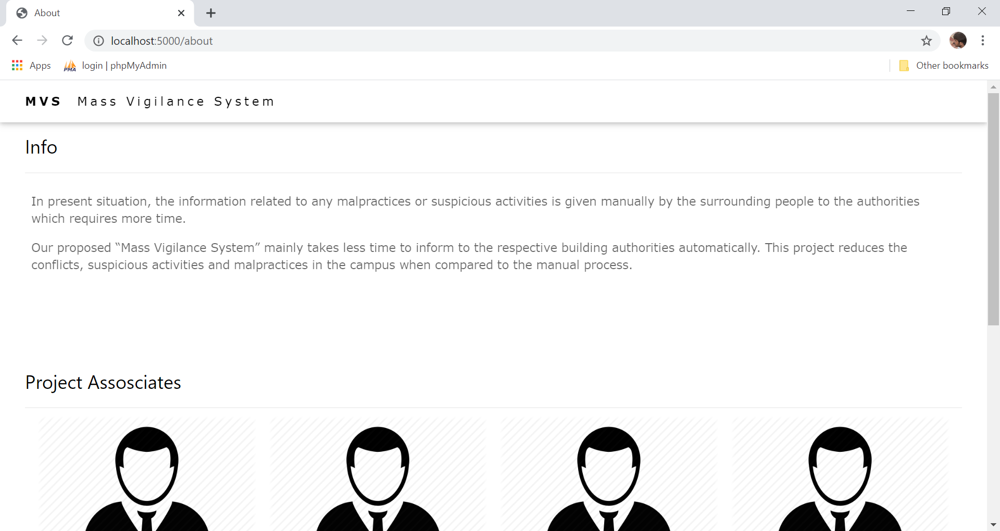 About
localhost:5000/about
Apps
login | phpMyAdmin
Other bookmarks
MVS Mass Vigilance System
Info
In present situation, the information related to any malpractices or suspicious activities is given manually by the surrounding people to the authorities
which requires more time.
Our proposed “Mass Vigilance System” mainly takes less time to inform to the respective building authorities automatically. This project reduces the
conflicts, suspicious activities and malpractices in the campus when compared to the manual process.
Project Assosciates